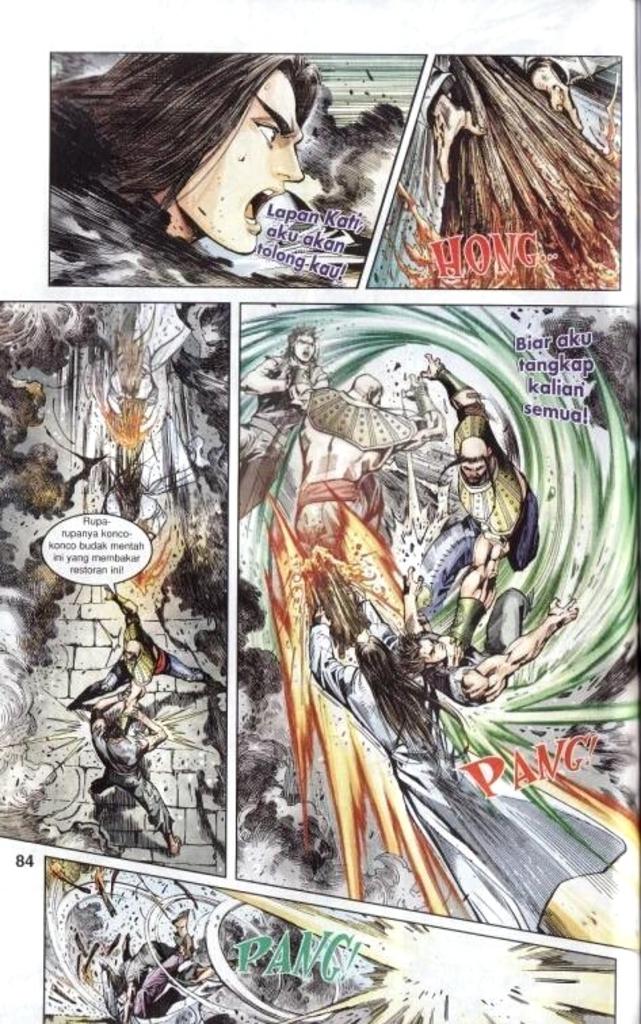 Lapan Kati,
aku akan
tolong kau!
HONG...
Rupa-
rupanya konco-
konco budak mentah
ini yang membakar
restoran ini!
Biar aku
tangkap
kalian
semua!
PANG!
84
PANG!